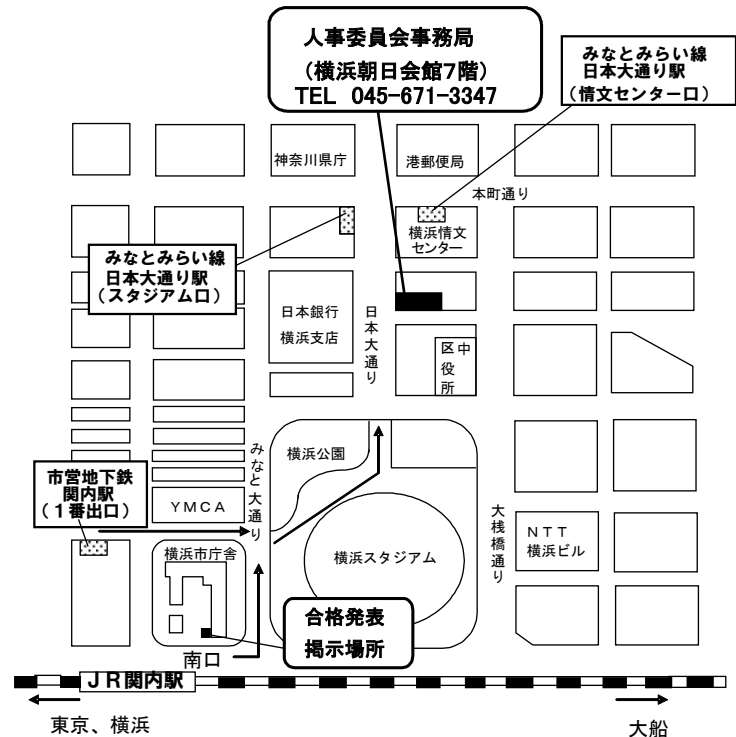 人事委員会事務局
（横浜朝日会館7階）
TEL 045-671-3347
みなとみらい線
日本大通り駅
（情文センター口）
神奈川県庁
港郵便局
本町通り
横浜情文
センター
みなとみらい線
日本大通り駅
（スタジアム口）
日本銀行
横浜支店
日本大通り
中区役所
みなと大通り
横浜公園
市営地下鉄
関内駅
（１番出口）
ＹＭＣＡ
横浜スタジアム
大桟橋通り
ＮＴＴ
横浜ビル
横浜市庁舎
合格発表
掲示場所
南口
ＪＲ関内駅
東京、横浜
大船